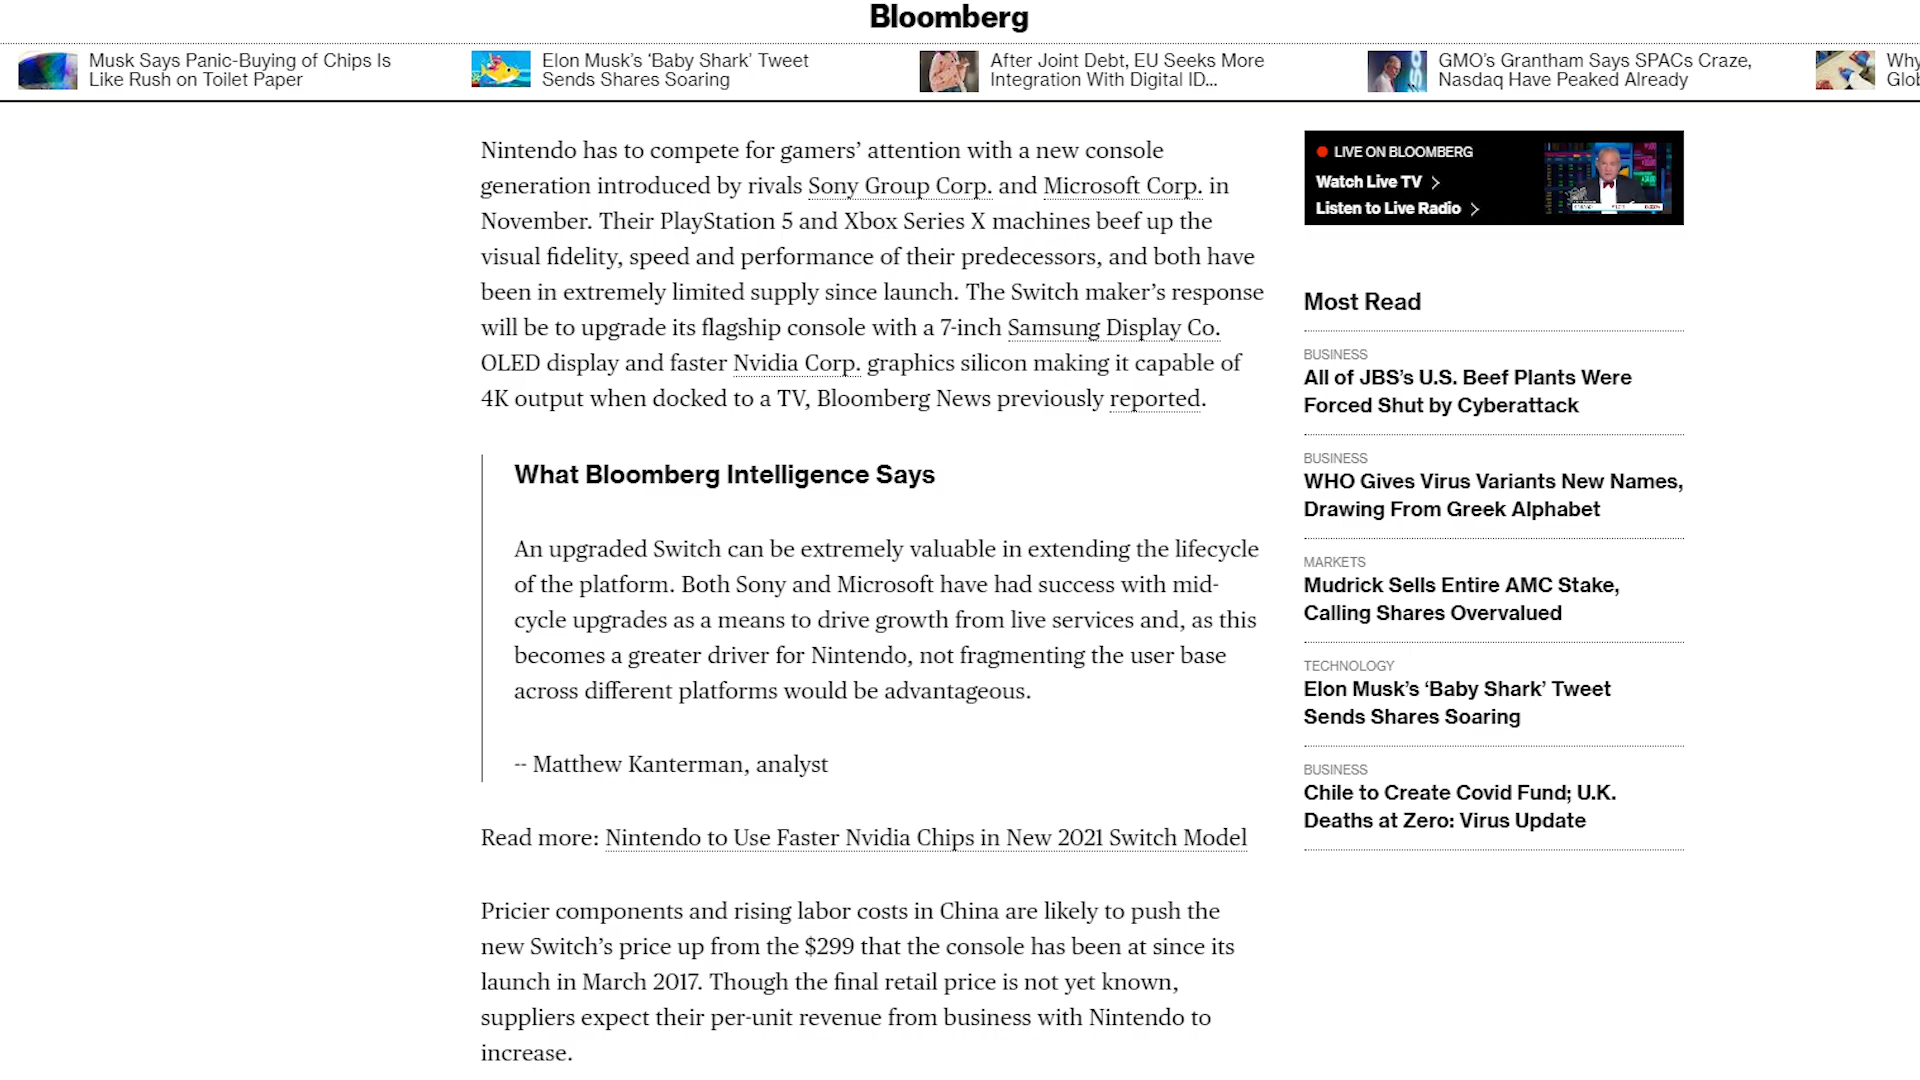 Bloomberg
Musk Says Panic-Buying of Chips Is
Like Rush on Toilet Paper
Elon Musk's ‘Baby Shark’ Tweet
Sends Shares Soaring
After Joint Debt, EU Seeks More
Integration With Digital ID...
GMO’s Grantham Says SPACs Craze,
Nasdaq Have Peaked Already
Why
Nintendo has to compete for gamers’ attention with a new console
generation introduced by rivals Sony Group Corp. and Microsoft Corp. in
November. Their PlayStation 5 and Xbox Series X machines beef up the
visual fidelity, speed and performance of their predecessors, and both have
been in extremely limited supply since launch. The Switch maker’s response
will be to upgrade its flagship console with a 7-inch Samsung Display Co.
OLED display and faster Nvidia Corp. graphics silicon making it capable of
4K output when docked to a TV, Bloomberg News previously reported.
What Bloomberg Intelligence Says
An upgraded Switch can be extremely valuable in extending the lifecycle
of the platform. Both Sony and Microsoft have had success with mid-
cycle upgrades as a means to drive growth from live services and, as this
becomes a greater driver for Nintendo, not fragmenting the user base
across different platforms would be advantageous.
-- Matthew Kanterman, analyst
Read more: Nintendo to Use Faster Nvidia Chips in New 2021 Switch Model
Pricier components and rising labor costs in China are likely to push the
new Switch’s price up from the $299 that the console has been at since its
launch in March 2017. Though the final retail price is not yet known,
suppliers expect their per-unit revenue from business with Nintendo to
increase.
LIVE ON BLOOMBERG
Watch Live TV
Listen to Live Radio
Most Read
BUSINESS
All of JBS’s U.S. Beef Plants Were
Forced Shut by Cyberattack
BUSINESS
WHO Gives Virus Variants New Names,
Drawing From Greek Alphabet
MARKETS
Mudrick Sells Entire AMC Stake,
Calling Shares Overvalued
TECHNOLOGY
Elon Musk’s ‘Baby Shark’ Tweet
Sends Shares Soaring
BUSINESS
Chile to Create Covid Fund; U.K.
Deaths at Zero: Virus Update